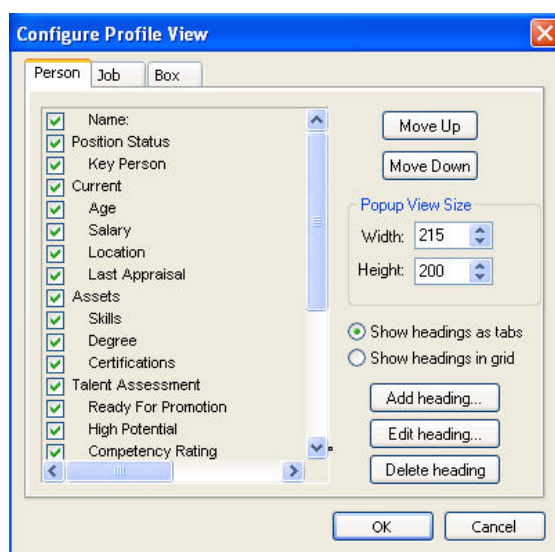 Configure Profile View
Person Job Box
Name:
Position Status
Key Person
Current
Age
Salary
Location
Last Appraisal
Assets
Skills
Degree
Certifications
Talent Assessment
Ready For Promotion
High Potential
Competency Rating
Move Up
Move Down
Popup View Size
Width: 215
Height: 200
Show headings as tabs
Show headings in grid
Add heading...
Edit heading...
Delete heading
OK Cancel